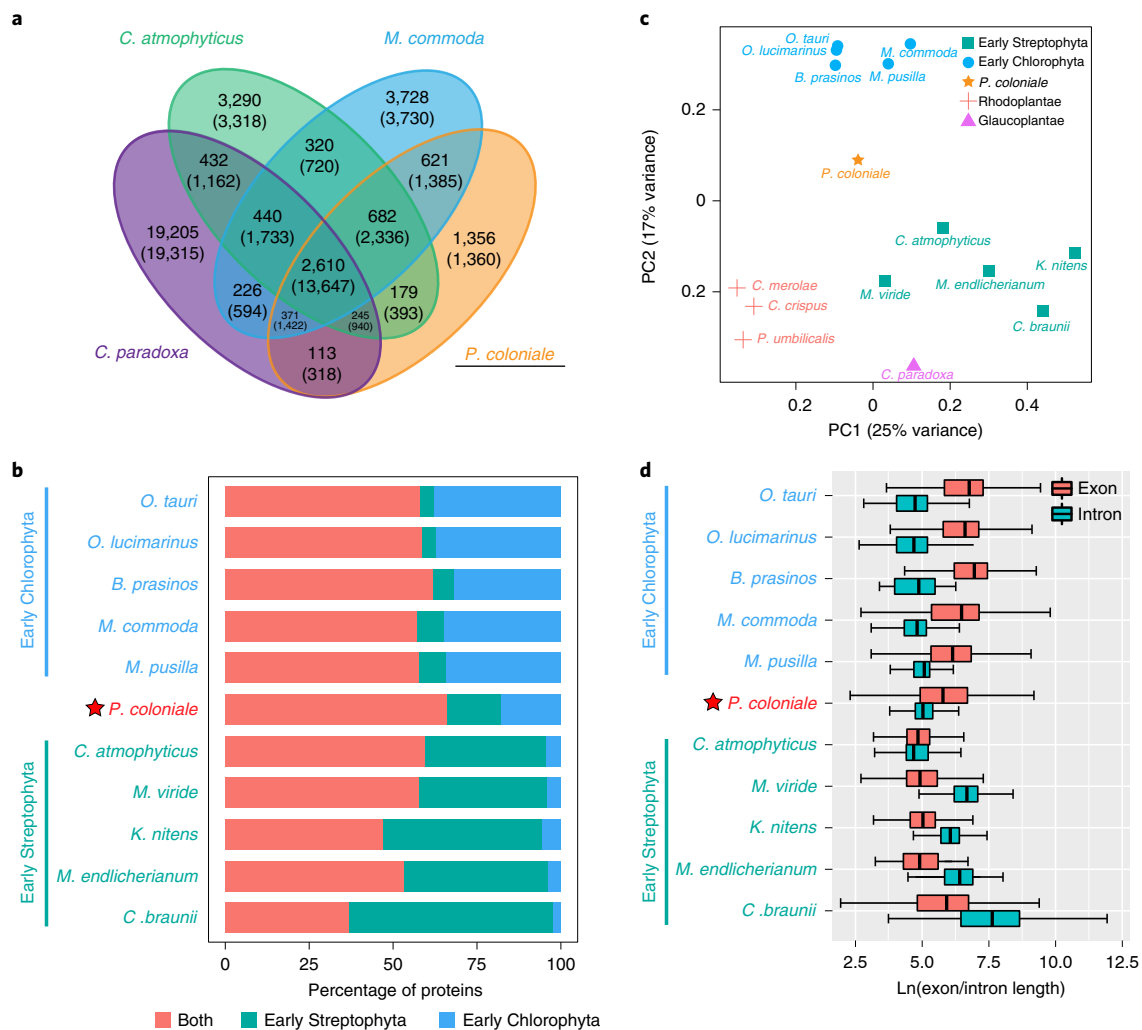 a
C. atmophyticus
M. commoda
3,290
(3,318)
3,728
(3,730)
320
(720)
432
(1,162)
621
(1,385)
440
(1,733)
682
(2,336)
19,205
(19,315)
1,356
(1,360)
2,610
(13,647)
226
(594)
179
(393)
371
(1,422)
245
(940)
113
(318)
C. paradoxa
P. coloniale
c
O. tauri
O. lucimarinus
M. commoda
B. prasinos
M. pusilla
Early Streptophyta
Early Chlorophyta
P. coloniale
Rhodoplantae
Glaucoplantae
P. coloniale
C. atmophyticus
K. nitens
M. endlicherianum
M. viride
C. merolae
C. crispus
C. braunii
P. umbilicalis
C. paradoxa
0.2
0
0.2
PC2 (17% variance)
0.2 0 0.2 0.4
PC1 (25% variance)
b
Early Chlorophyta
O. tauri
O. lucimarinus
B. prasinos
M. commoda
M. pusilla
P. coloniale
Early Streptophyta
C. atmophyticus
M. viride
K. nitens
M. endlicherianum
C .braunii
0 20 40 60 80 100
Percentage of proteins
Both Early Streptophyta Early Chlorophyta
d
Early Chlorophyta
O. tauri
O. lucimarinus
B. prasinos
M. commoda
M. pusilla
P. coloniale
Early Streptophyta
C. atmophyticus
M. viride
K. nitens
M. endlicherianum
C .braunii
Exon
Intron
2.5 5.0 7.5 10.0 12.5
Ln(exon/intron length)